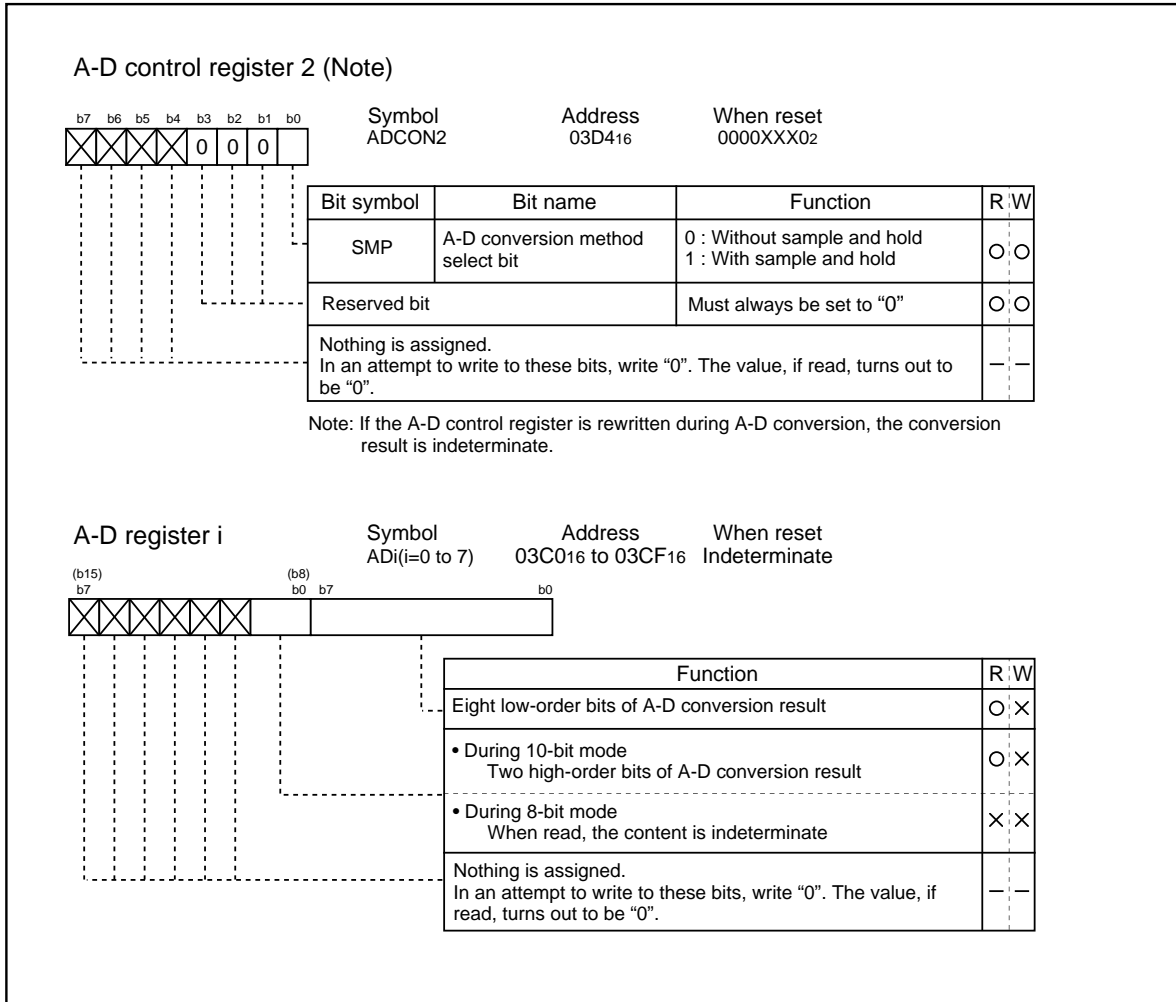 A-D control register 2 (Note)
Symbol Address When reset
ADCON2 03D416 0000XXX02
b7 b6 b5 b4 b3 b2 b1 b0
0 0 0
Bit symbol Bit name Function R W
SMP A-D conversion method select bit 0 : Without sample and hold
1 : With sample and hold
Reserved bit Must always be set to “0”
Nothing is assigned.
In an attempt to write to these bits, write “0”. The value, if read, turns out to
be “0”.
Note: If the A-D control register is rewritten during A-D conversion, the conversion
result is indeterminate.
A-D register i
Symbol Address When reset
ADi(i=0 to 7) 03C016 to 03CF16 Indeterminate
(b15) (b8)
b7 b0 b7 b0
Function R W
Eight low-order bits of A-D conversion result
• During 10-bit mode
Two high-order bits of A-D conversion result
• During 8-bit mode
When read, the content is indeterminate
Nothing is assigned.
In an attempt to write to these bits, write “0”. The value, if
read, turns out to be “0”.